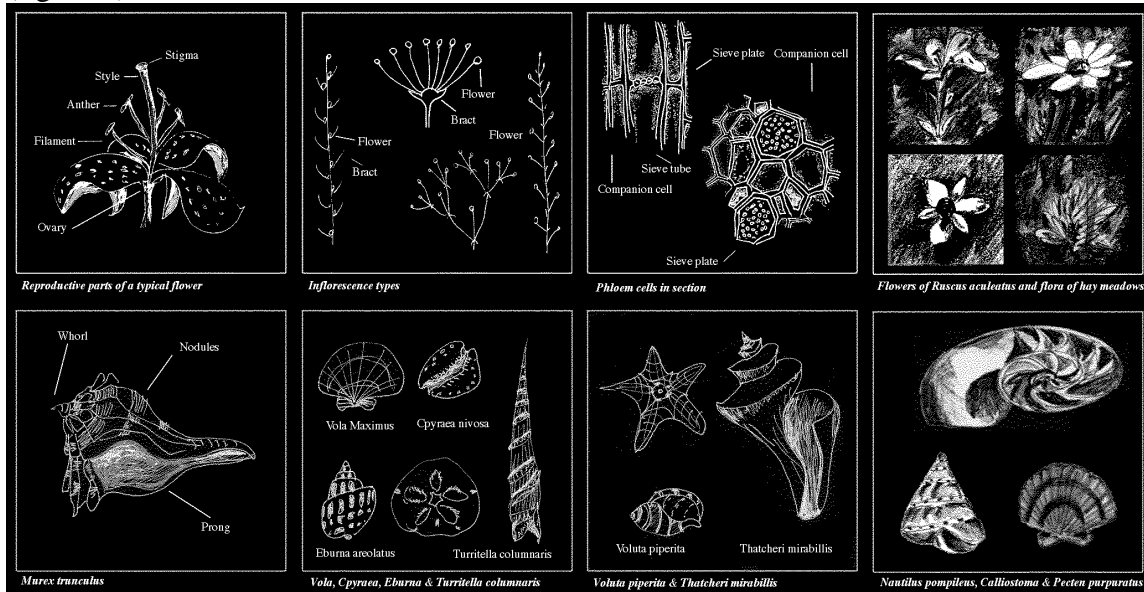 Stigma
Style
Anther
Filament
Ovary
Reproductive parts of a typical flower
Flower
Bract
Flower
Flower
Bract
Inflorescence types
Sieve plate
Companion cell
Sieve tube
Companion cell
Sieve plate
Phloem cells in section
Flowers of Ruscus aculeatus and flora of hay meadows
Whorl
Nodules
Prong
Murex trunculus
Vola Maximus
Cpyraea nivosa
Eburna areolatus
Turritella columnaris
Vola, Cpyraea, Eburna & Turritella columnaris
Voluta piperita
Thatcheri mirabillis
Voluta piperita & Thatcheri mirabillis
Nautilus pompileus, Calliostoma & Pecten purpuratus